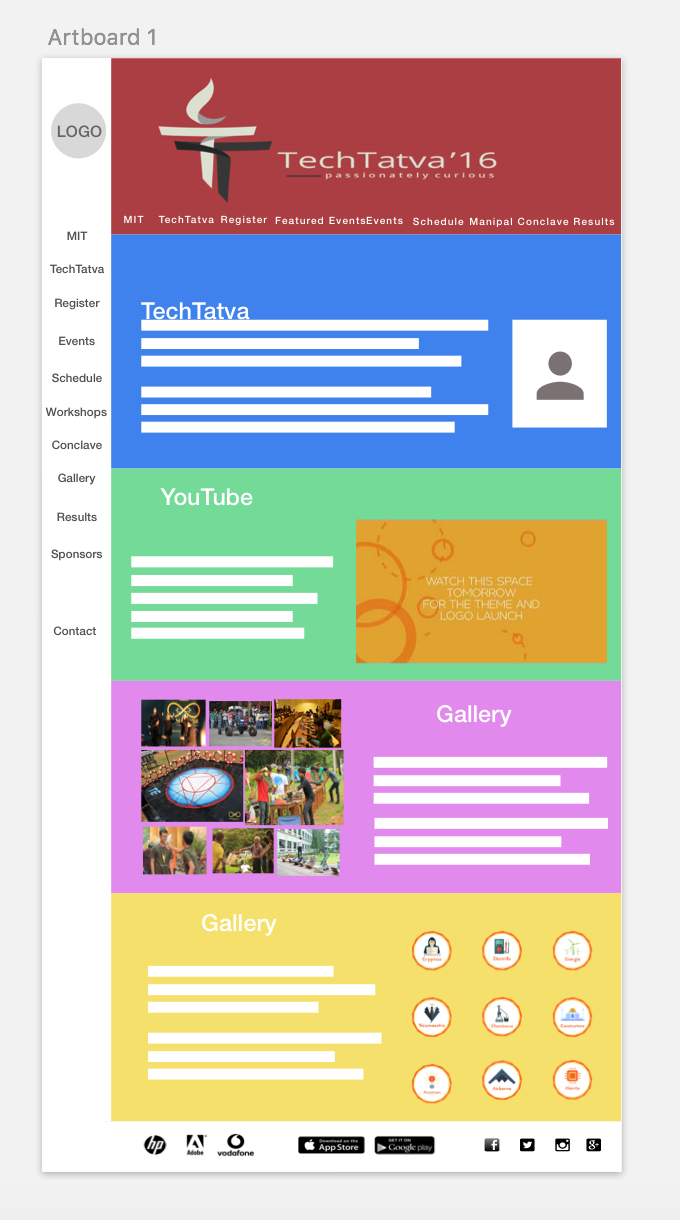 Artboard 1
LOGO
TechTatva'16
passionately curious
MIT TechTatva Register Featured EventsEvents Schedule Manipal Conclave Results
MIT
TechTatva
Register
Events
Schedule
Workshops
Conclave
Gallery
Results
Sponsors
Contact
TechTatva
YouTube
WATCH THIS SPACE
TOMORROW
FOR THE THEME AND
LOGO LAUNCH
Gallery
Gallery
Cryptoss
Electrific
Energia
Constructure
Acumen
Airborne
Alacrity
hp
Adobe
vodafone
Download on the
App Store
GET IT ON
Google play